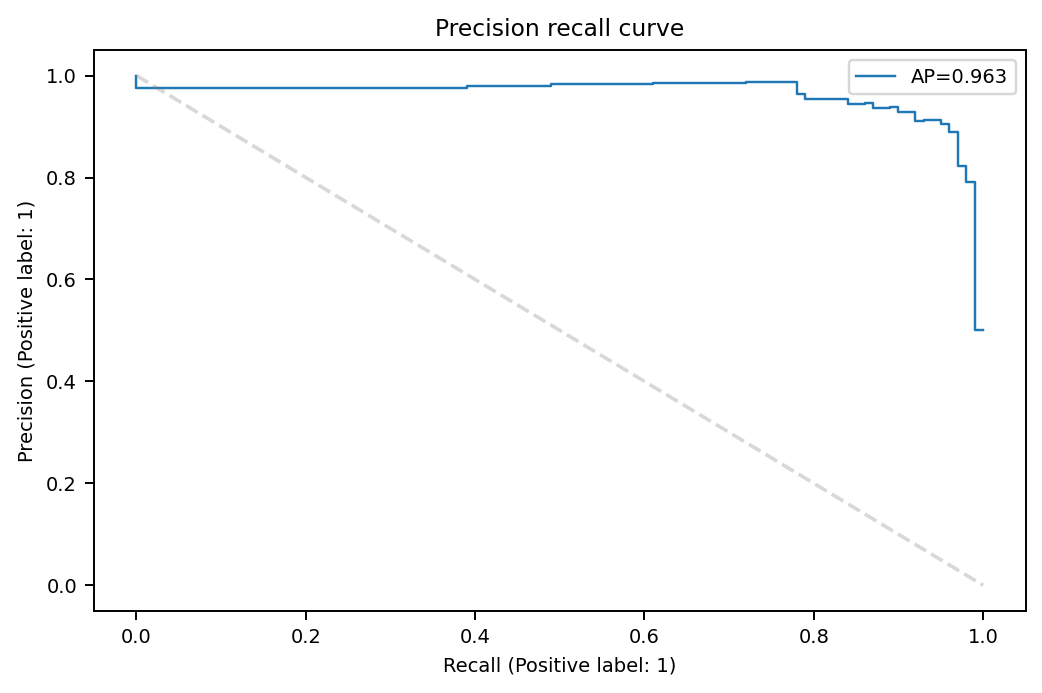 Precision recall curve
AP=0.963
1.0
0.8
0.6
0.4
0.2
0.0
Precision (Positive label: 1)
0.0 0.2 0.4 0.6 0.8 1.0
Recall (Positive label: 1)